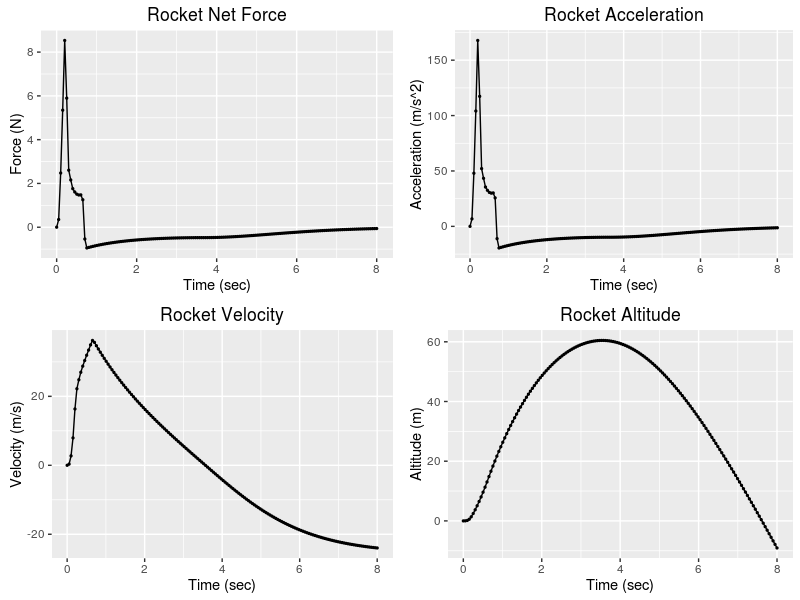 Rocket Net Force
8
6
4
2
0
Force (N)
0 2 4 6 8
Time (sec)
Rocket Acceleration
150
100
50
0
Acceleration (m/s^2)
0 2 4 6 8
Time (sec)
Rocket Velocity
20
0
-20
Velocity (m/s)
0 2 4 6 8
Time (sec)
Rocket Altitude
60
40
20
0
Altitude (m)
0 2 4 6 8
Time (sec)